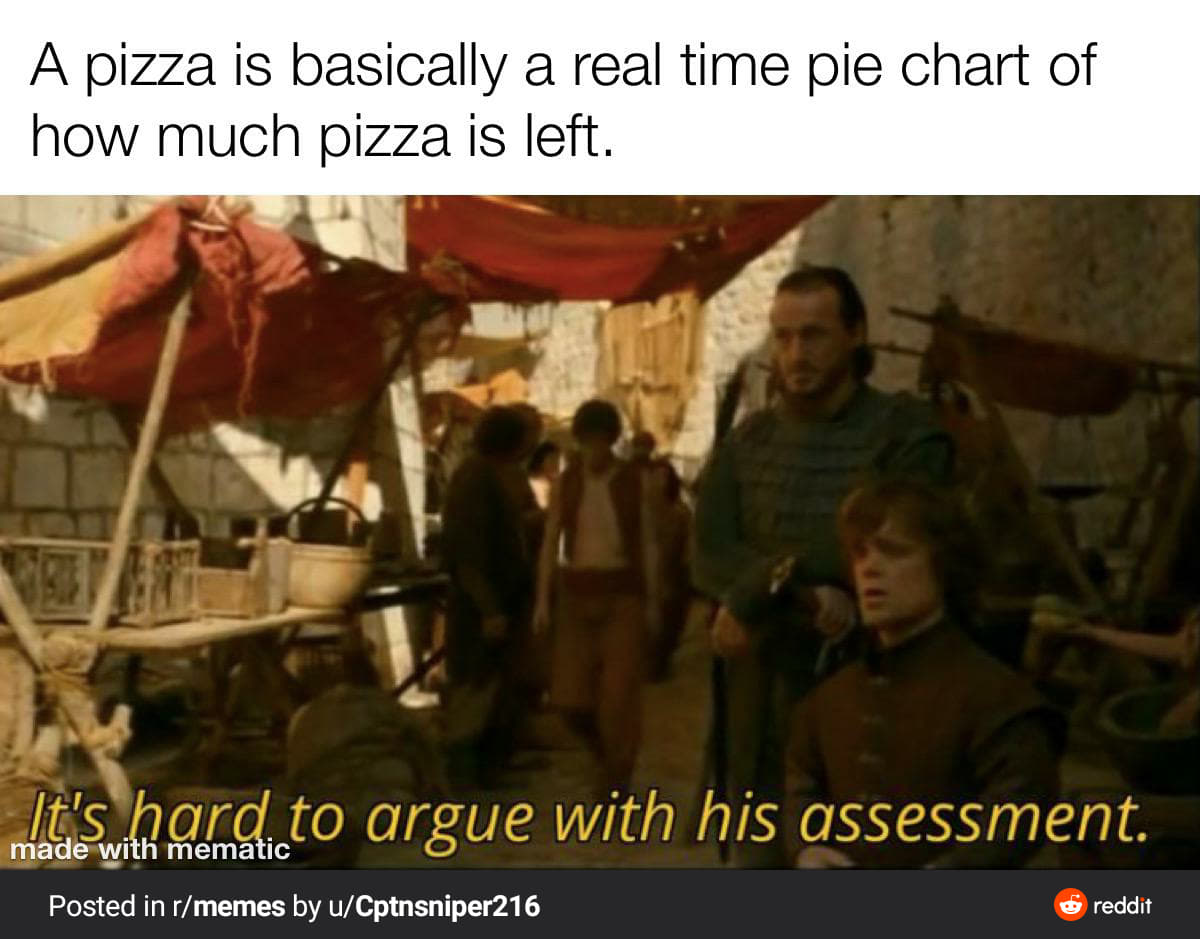 A pizza is basically a real time pie chart of
how much pizza is left.
It's hard to argue with his assessment.
made with mematic
Posted in r/memes by u/Cptnsniper216
reddit